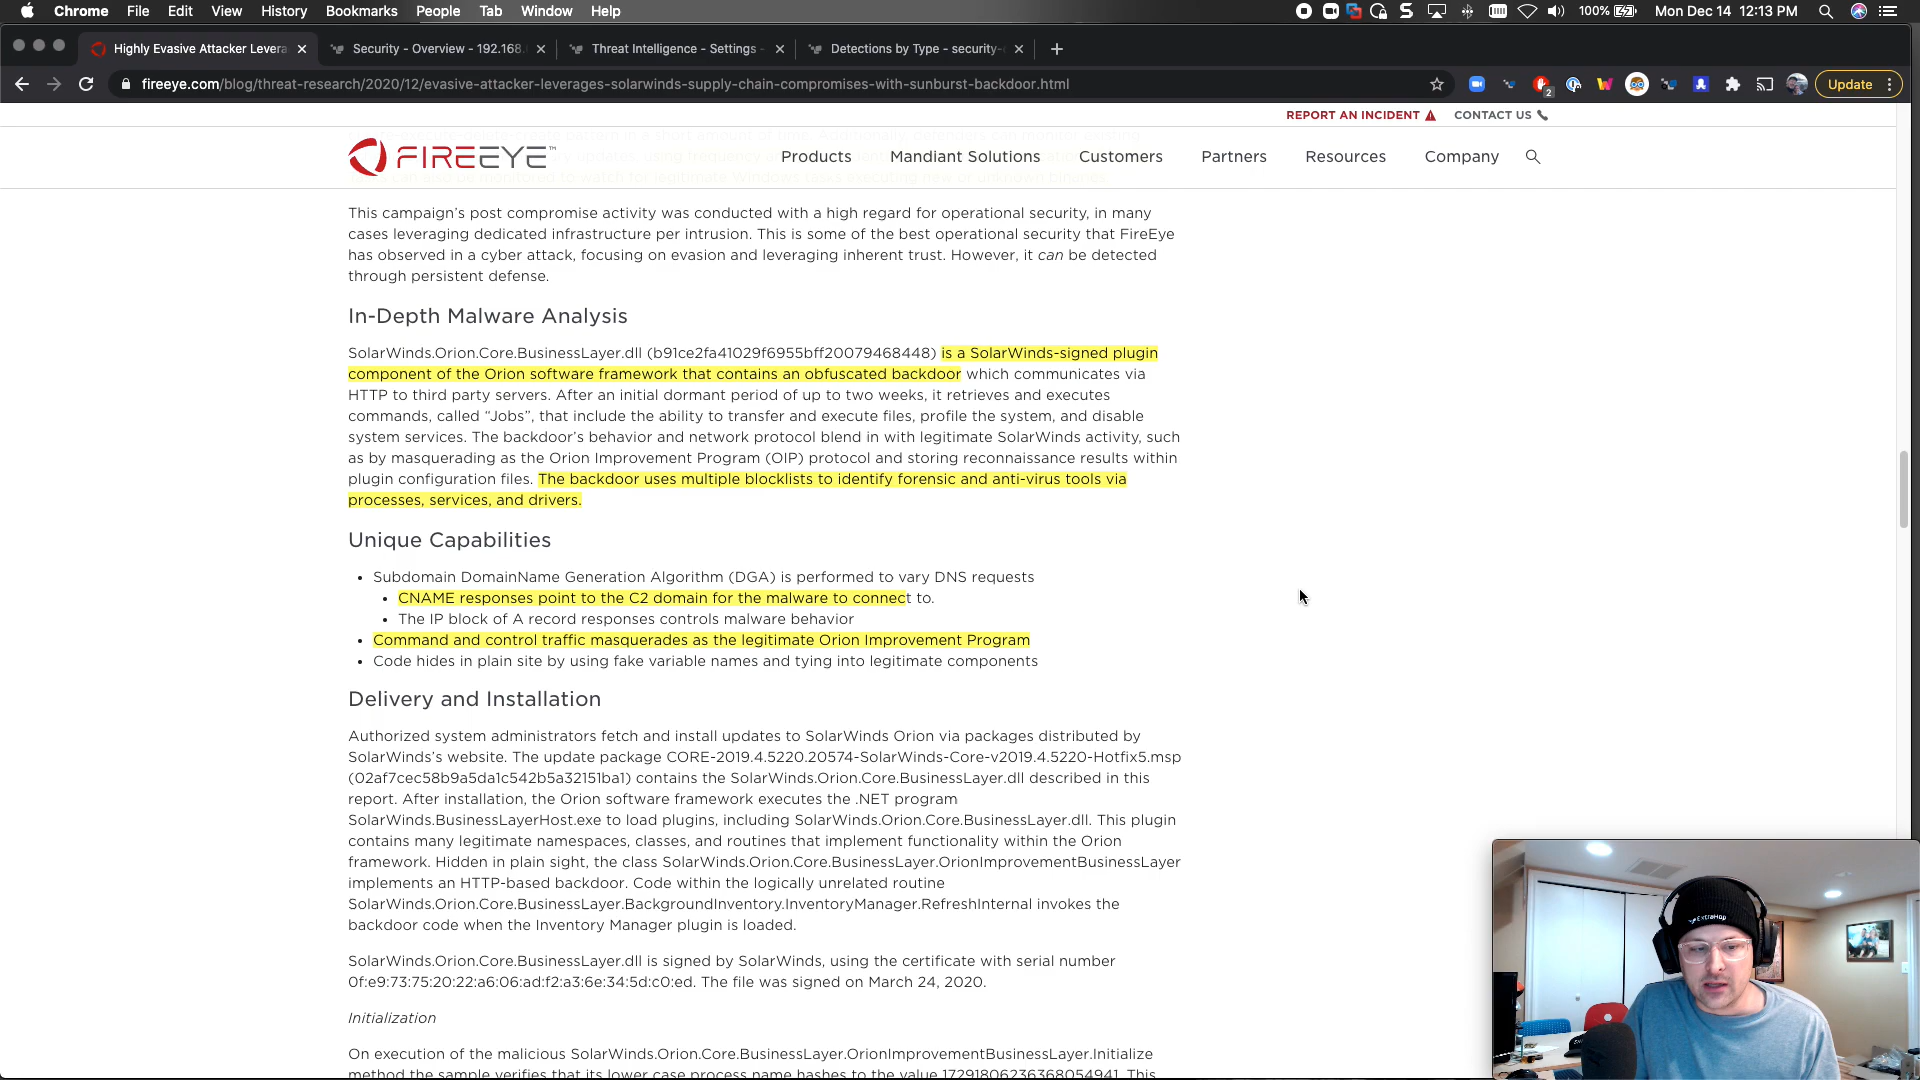 Chrome File Edit View History Bookmarks People Tab Window Help 100% Mon Dec 14 12:13 PM
Highly Evasive Attacker Levera Security - Overview - 192.168. Threat Intelligence - Settings - Detections by Type - security-
fireeye.com/blog/threat-research/2020/12/evasive-attacker-leverages-solarwinds-supply-chain-compromises-with-sunburst-backdoor.html 2 Update
REPORT AN INCIDENT CONTACT US
FIREEYE™ Products Mandiant Solutions Customers Partners Resources Company
This campaign's post compromise activity was conducted with a high regard for operational security, in many
cases leveraging dedicated infrastructure per intrusion. This is some of the best operational security that FireEye
has observed in a cyber attack, focusing on evasion and leveraging inherent trust. However, it can be detected
through persistent defense.
In-Depth Malware Analysis
SolarWinds.Orion.Core.BusinessLayer.dll (b91ce2fa41029f6955bff20079468448) is a SolarWinds-signed plugin
component of the Orion software framework that contains an obfuscated backdoor which communicates via
HTTP to third party servers. After an initial dormant period of up to two weeks, it retrieves and executes
commands, called “Jobs”, that include the ability to transfer and execute files, profile the system, and disable
system services. The backdoor's behavior and network protocol blend in with legitimate SolarWinds activity, such
as by masquerading as the Orion Improvement Program (OIP) protocol and storing reconnaissance results within
plugin configuration files. The backdoor uses multiple blocklists to identify forensic and anti-virus tools via
processes, services, and drivers.
Unique Capabilities
• Subdomain DomainName Generation Algorithm (DGA) is performed to vary DNS requests
• CNAME responses point to the C2 domain for the malware to connect to.
• The IP block of A record responses controls malware behavior
• Command and control traffic masquerades as the legitimate Orion Improvement Program
• Code hides in plain site by using fake variable names and tying into legitimate components
Delivery and Installation
Authorized system administrators fetch and install updates to SolarWinds Orion via packages distributed by
SolarWinds's website. The update package CORE-2019.4.5220.20574-SolarWinds-Core-v2019.4.5220-Hotfix5.msp
(02af7cec58b9a5da1c542b5a32151ba1) contains the SolarWinds.Orion.Core.BusinessLayer.dll described in this
report. After installation, the Orion software framework executes the .NET program
SolarWinds.BusinessLayerHost.exe to load plugins, including SolarWinds.Orion.Core.BusinessLayer.dll. This plugin
contains many legitimate namespaces, classes, and routines that implement functionality within the Orion
framework. Hidden in plain sight, the class SolarWinds.Orion.Core.BusinessLayer.OrionImprovementBusinessLayer
implements an HTTP-based backdoor. Code within the logically unrelated routine
SolarWinds.Orion.Core.BusinessLayer.BackgroundInventory.InventoryManager.RefreshInternal invokes the
backdoor code when the Inventory Manager plugin is loaded.
SolarWinds.Orion.Core.BusinessLayer.dll is signed by SolarWinds, using the certificate with serial number
0f:e9:73:75:20:22:a6:06:ad:f2:a3:6e:34:5d:c0:ed. The file was signed on March 24, 2020.
Initialization
On execution of the malicious SolarWinds.Orion.Core.BusinessLayer.OrionImprovementBusinessLayer.Initialize
method the sample verifies that its lower case process name hashes to the value 17291806236368054941. This
ExtraHop